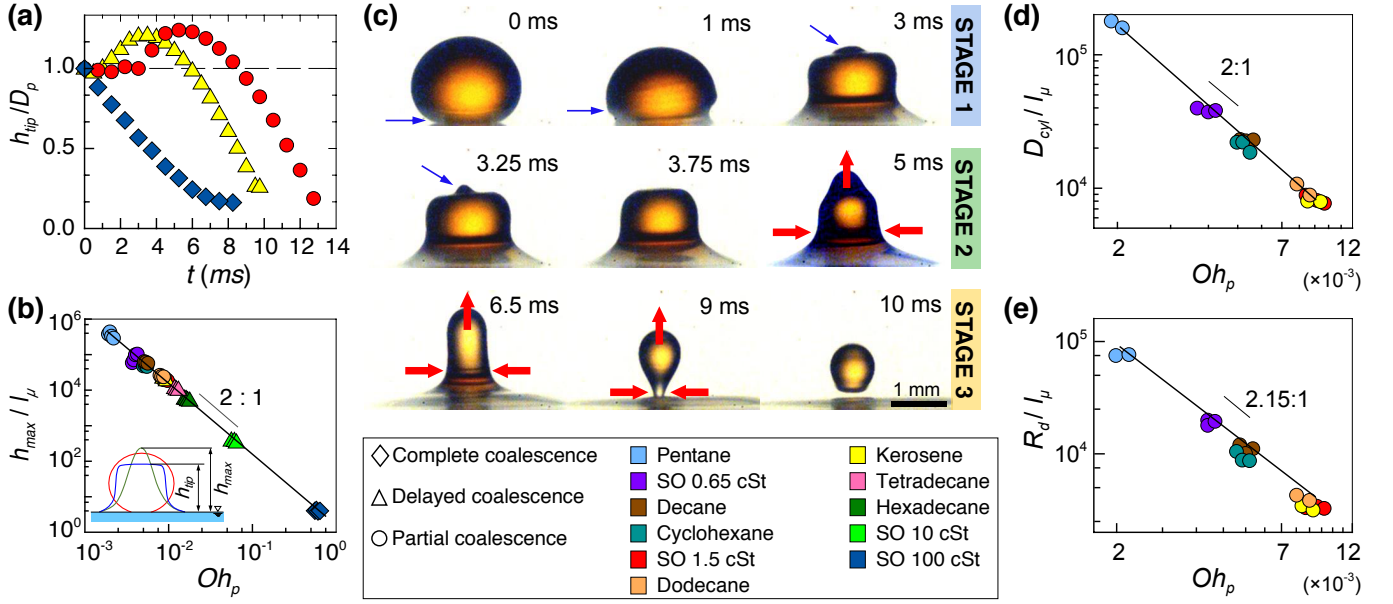 (a)
1.0
0.0
h_tip/D_p
0 2 4 6 8 10 12 14
t (ms)
(b)
10^6
10^4
10^2
10^0
h_max / l_μ
2 : 1
h_tip
h_max
10^-3 10^-2 10^-1 10^0
Oh_p
(c)
0 ms
1 ms
3 ms
STAGE 1
3.25 ms
3.75 ms
5 ms
STAGE 2
6.5 ms
9 ms
10 ms
1 mm
STAGE 3
Complete coalescence
Delayed coalescence
Partial coalescence
Pentane
SO 0.65 cSt
Decane
Cyclohexane
SO 1.5 cSt
Dodecane
Kerosene
Tetradecane
Hexadecane
SO 10 cSt
SO 100 cSt
(d)
10^5
10^4
D_cyl / l_μ
2:1
2 7 12
Oh_p (×10^-3)
(e)
10^5
10^4
R_d / l_μ
2.15:1
2 7 12
Oh_p (×10^-3)